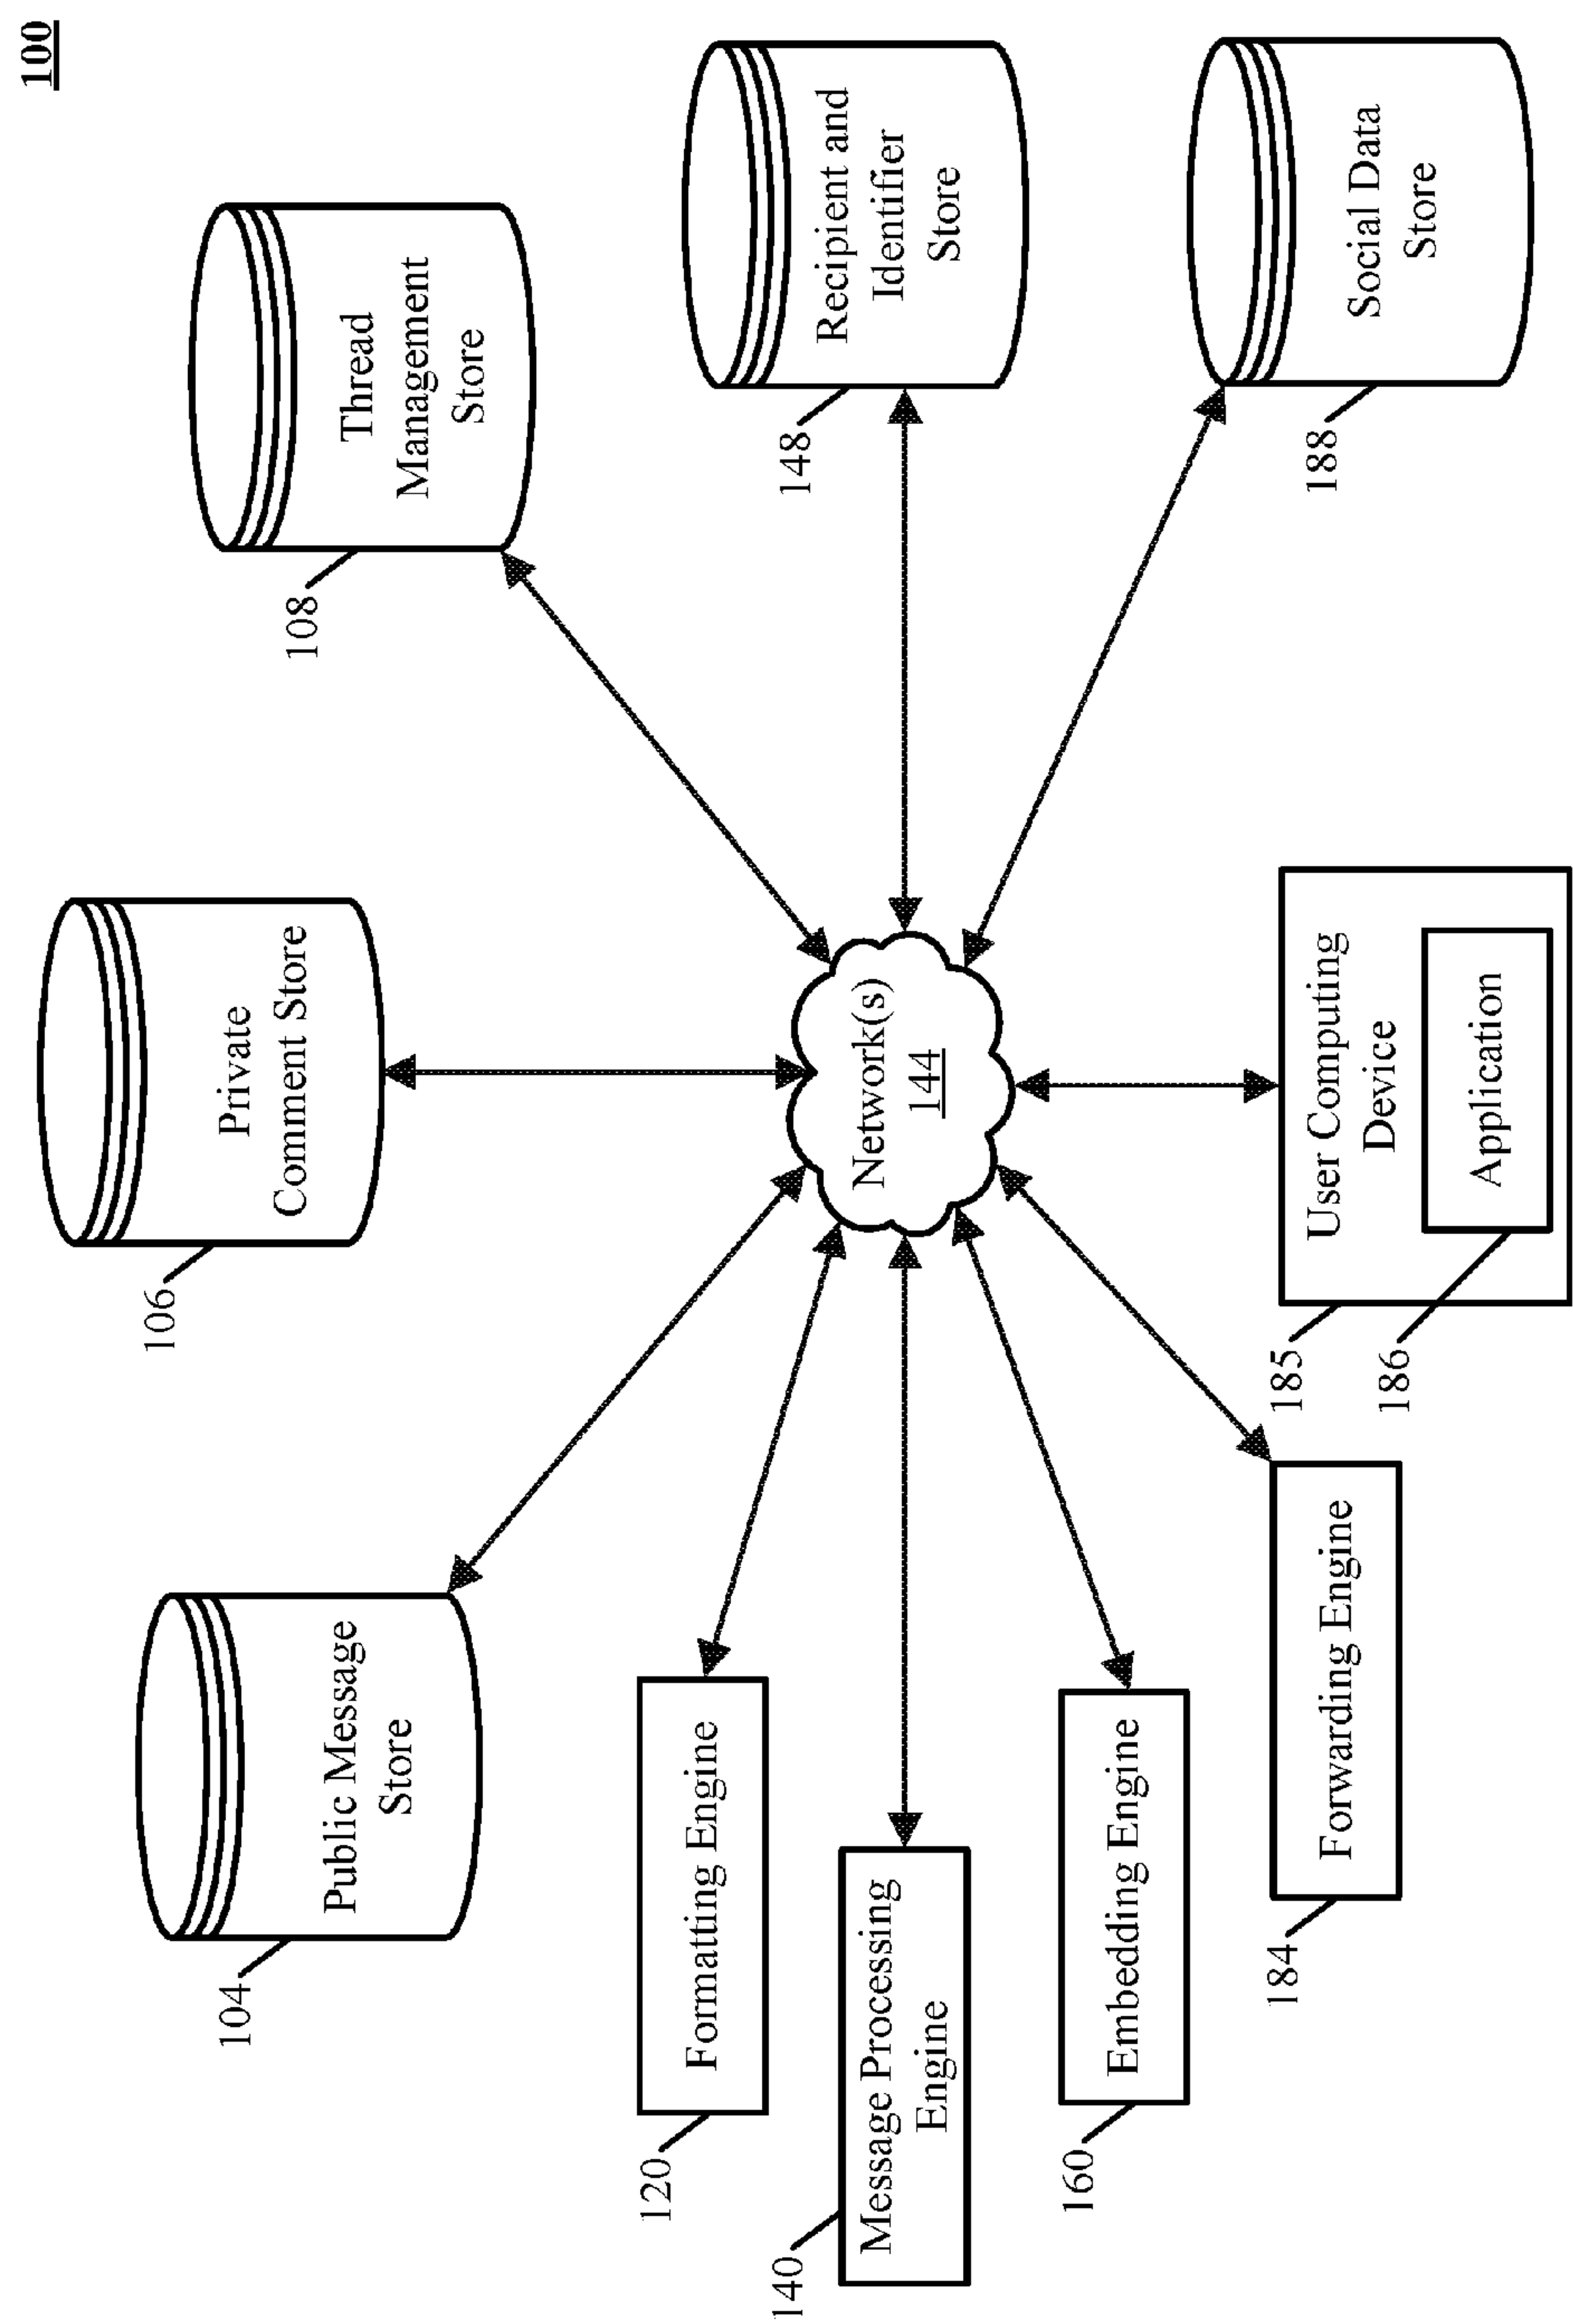 100
Private
Comment Store
106
Public Message
Store
104
Thread
Management
Store
108
Formatting Engine
120
Network(s)
144
Recipient and
Identifier
Store
148
Message Processing
Engine
140
Embedding Engine
160
Forwarding Engine
184
User Computing
Device
185
Application
186
Social Data
Store
188